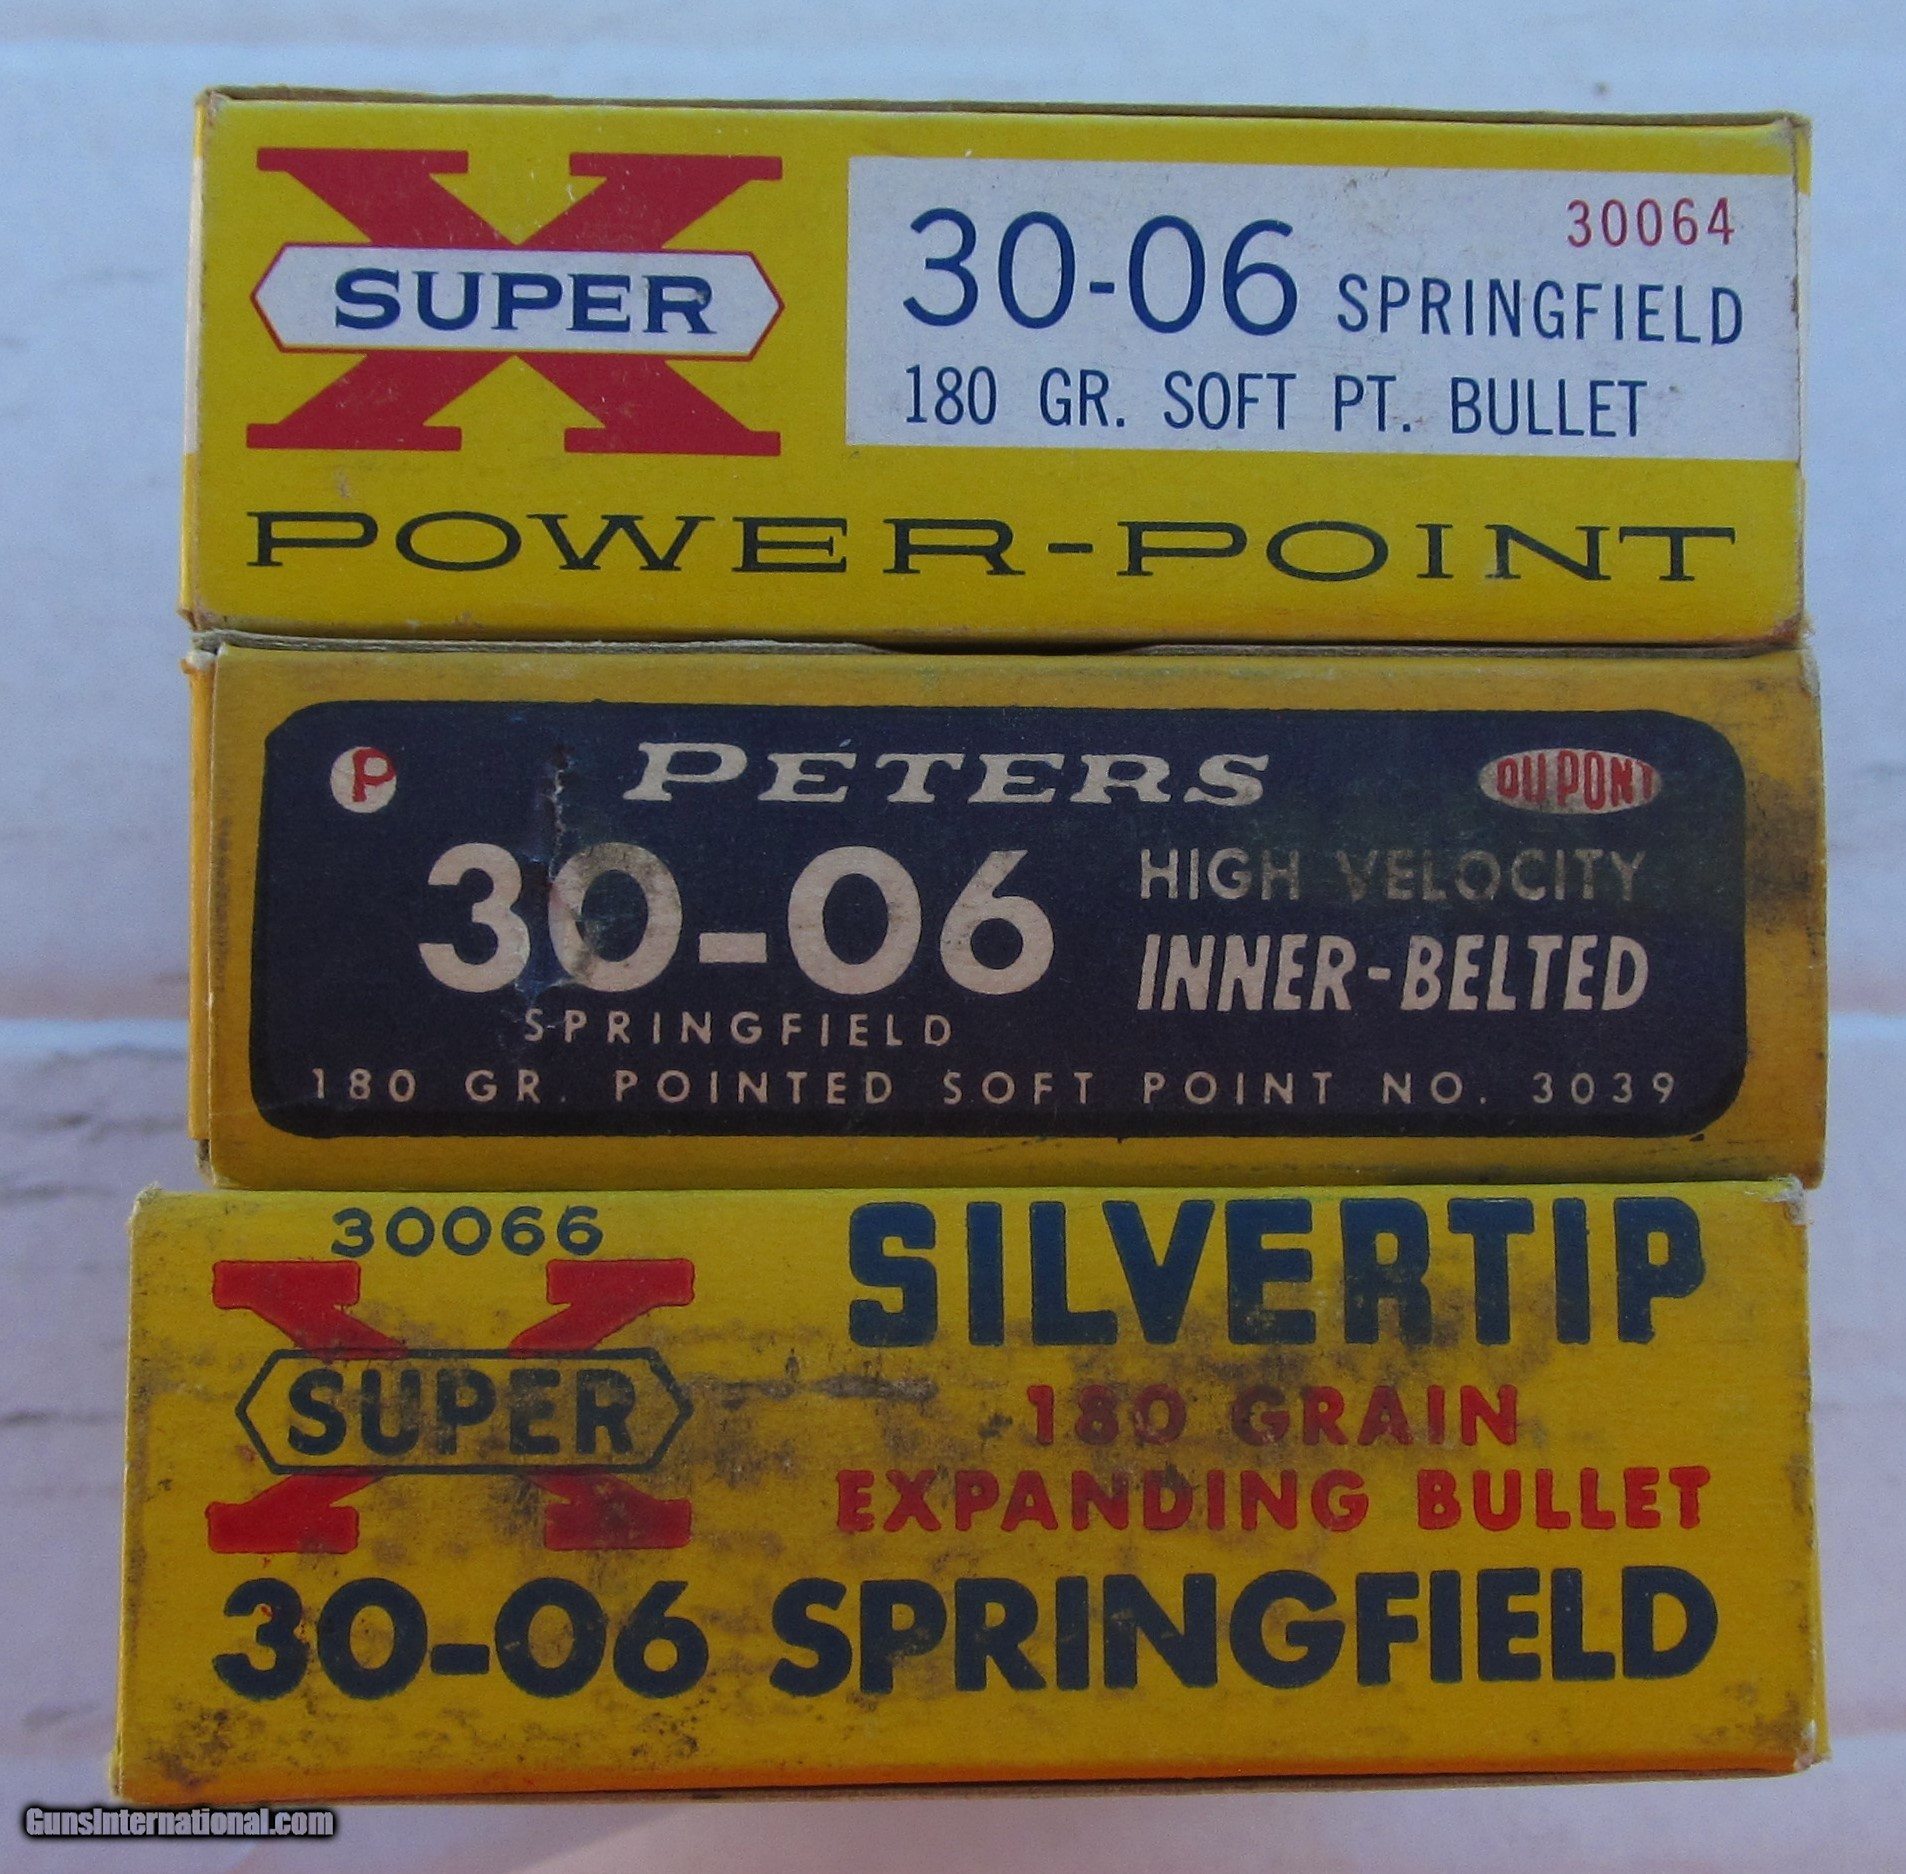 X
SUPER
30064
30-06 SPRINGFIELD
180 GR. SOFT PT. BULLET
POWER-POINT
P PETERS DU PONT
30-06 HIGH VELOCITY
INNER-BELTED
SPRINGFIELD
180 GR. POINTED SOFT POINT NO. 3039
30066
X
SUPER
SILVERTIP
180 GRAIN
EXPANDING BULLET
30-06 SPRINGFIELD
GunsInternational.com